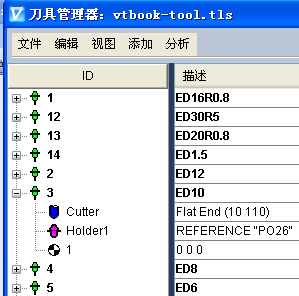 刀具管理器: vtbook-tool.tls
文件 编辑 视图 添加 分析
ID 描述
1 ED16R0.8
12 ED30R5
13 ED20R0.8
14 ED1.5
2 ED12
3 ED10
Cutter Flat End (10 110)
Holder1 REFERENCE "PO26"
1 0 0 0
4 ED8
5 ED6